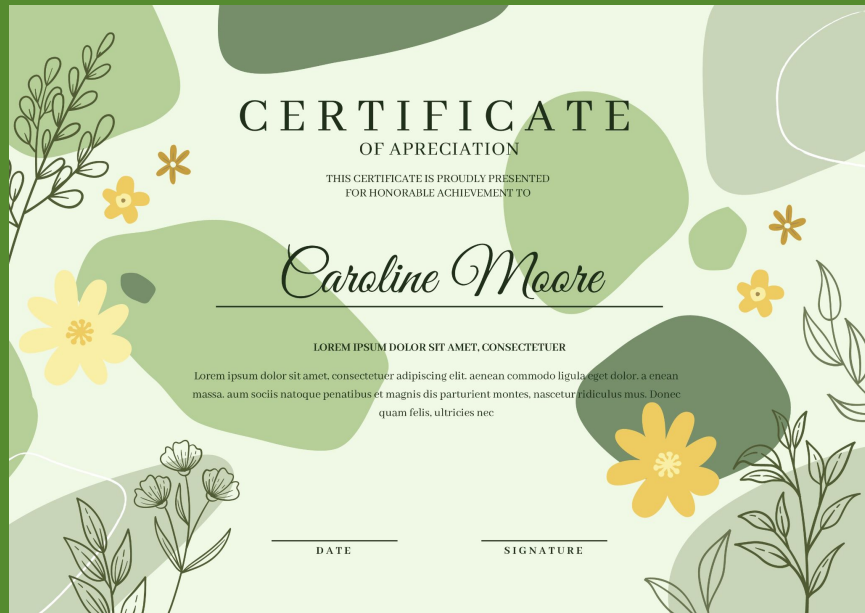 CERTIFICATE
OF APRECIATION
THIS CERTIFICATE IS PROUDLY PRESENTED
FOR HONORABLE ACHIEVEMENT TO
Caroline Moore
LOREM IPSUM DOLOR SIT AMET, CONSECTETUER
Lorem ipsum dolor sit amet, consectetuer adipiscing elit. aenean commodo ligula eget dolor. a enean
massa. aum sociis natoque penatibus et magnis dis parturient montes, nascetur ridiculus mus. Donec
quam felis, ultricies nec
DATE SIGNATURE